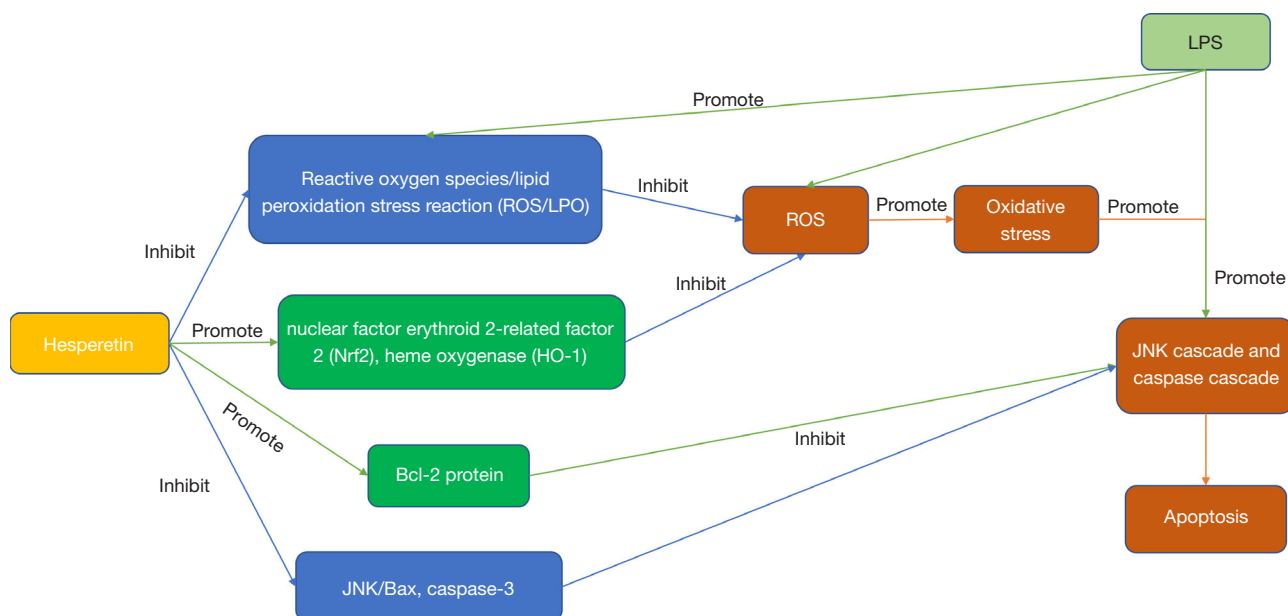 LPS
Promote
Reactive oxygen species/lipid
peroxidation stress reaction (ROS/LPO)
Inhibit
ROS
Promote
Oxidative
stress
Promote
Inhibit
Inhibit
Promote
Hesperetin
Promote
nuclear factor erythroid 2-related factor
2 (Nrf2), heme oxygenase (HO-1)
JNK cascade and
caspase cascade
Promote
Inhibit
Bcl-2 protein
Inhibit
Apoptosis
JNK/Bax, caspase-3